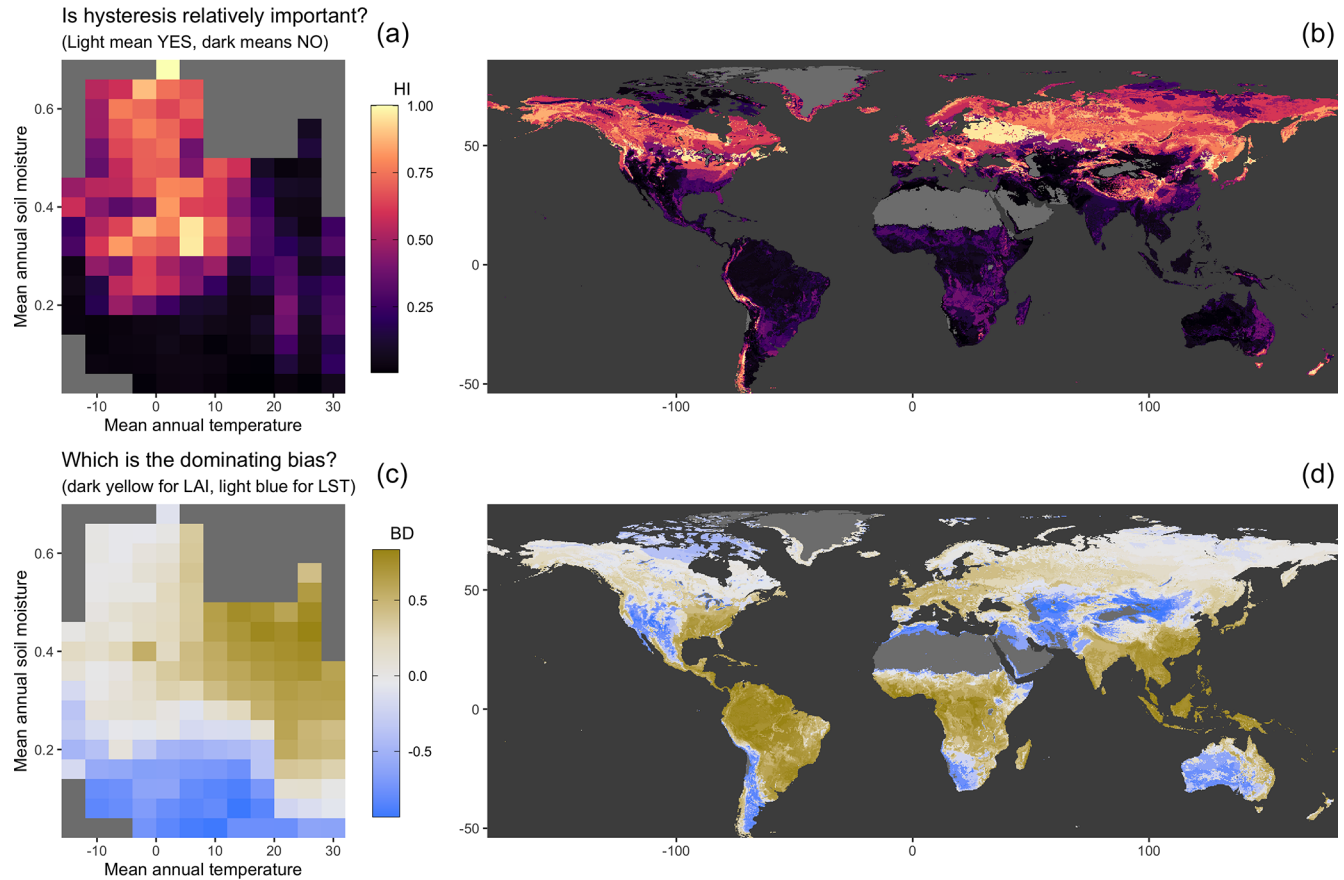 Is hysteresis relatively important?
(Light mean YES, dark means NO)
(a)
(b)
HI
1.00
0.75
0.50
0.25
Mean annual soil moisture
0.6
0.4
0.2
-10
0
10
20
30
Mean annual temperature
50
0
-50
-100
0
100
Which is the dominating bias?
(dark yellow for LAI, light blue for LST)
(c)
(d)
BD
0.5
0.0
-0.5
Mean annual soil moisture
0.6
0.4
0.2
-10
0
10
20
30
Mean annual temperature
50
0
-50
-100
0
100